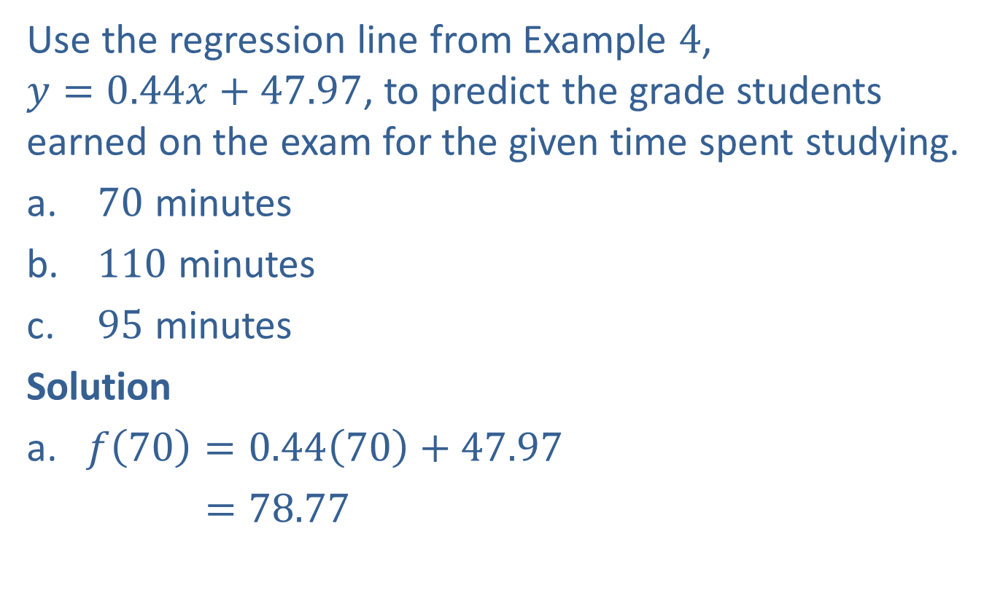 Use the regression line from Example 4,
y = 0.44x + 47.97, to predict the grade students
earned on the exam for the given time spent studying.
a. 70 minutes
b. 110 minutes
c. 95 minutes
Solution
a. f(70) = 0.44(70) + 47.97
= 78.77